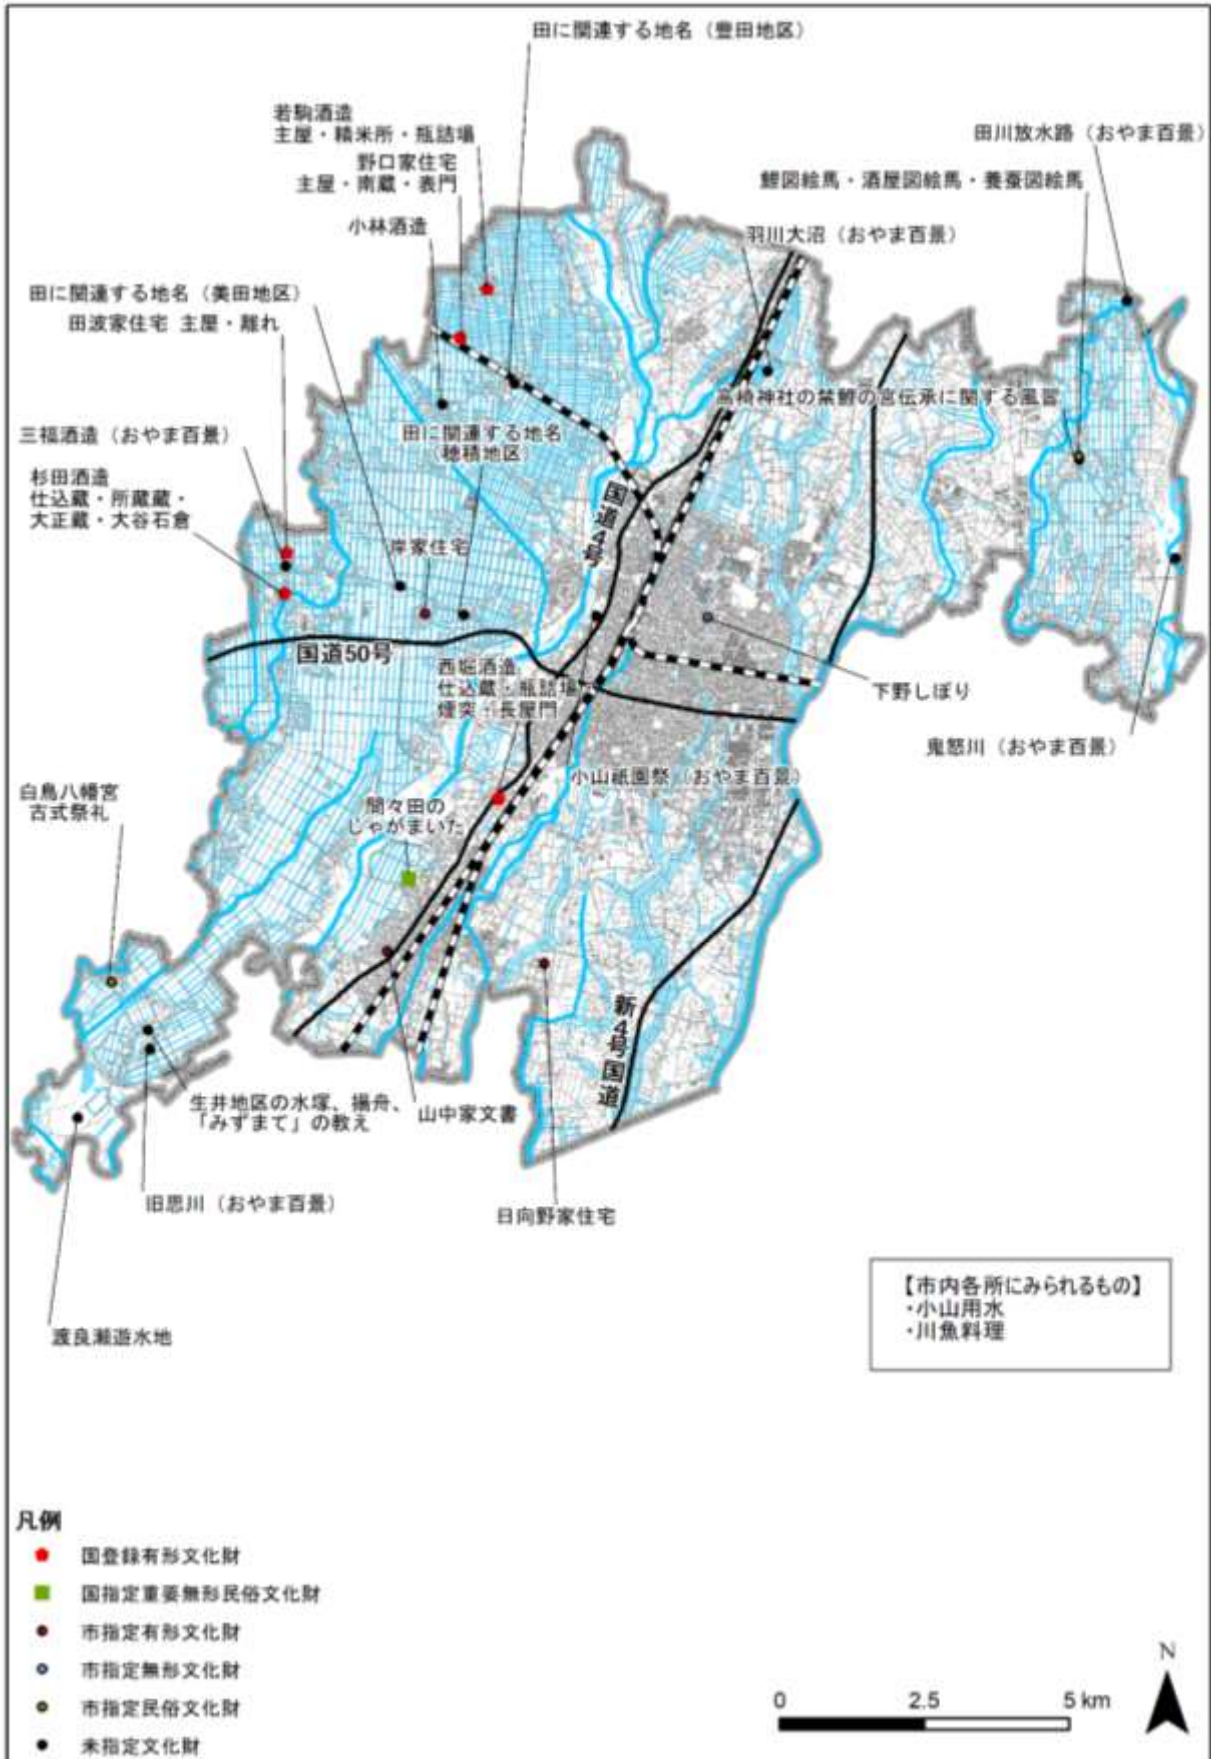 田に関連する地名（豊田地区）
若駒酒造
主屋・精米所・瓶詰場
野口家住宅
主屋・南蔵・表門
小林酒造
田川放水路（おやま百景）
鯉図絵馬・酒屋図絵馬・養蚕図絵馬
羽川大沼（おやま百景）
田に関連する地名（美田地区）
田波家住宅 主屋・離れ
高椅神社の禁鯉の宮伝承に関する風習
三福酒造（おやま百景）
田に関連する地名
（穂積地区）
杉田酒造
仕込蔵・所蔵蔵・
大正蔵・大谷石倉
国道4号
岸家住宅
国道50号
西堀酒造
仕込蔵・瓶詰場・
煙突・長屋門
下野しぼり
鬼怒川（おやま百景）
小山祇園祭（おやま百景）
白鳥八幡宮
古式祭礼
間々田の
じゃがまいた
新4号国道
生井地区の水塚、揚舟、
「みずまて」の教え
山中家文書
旧思川（おやま百景）
日向野家住宅
渡良瀬遊水地
【市内各所にみられるもの】
・小山用水
・川魚料理
凡例
国登録有形文化財
国指定重要無形民俗文化財
市指定有形文化財
市指定無形文化財
市指定民俗文化財
未指定文化財
0 2.5 5 km
N